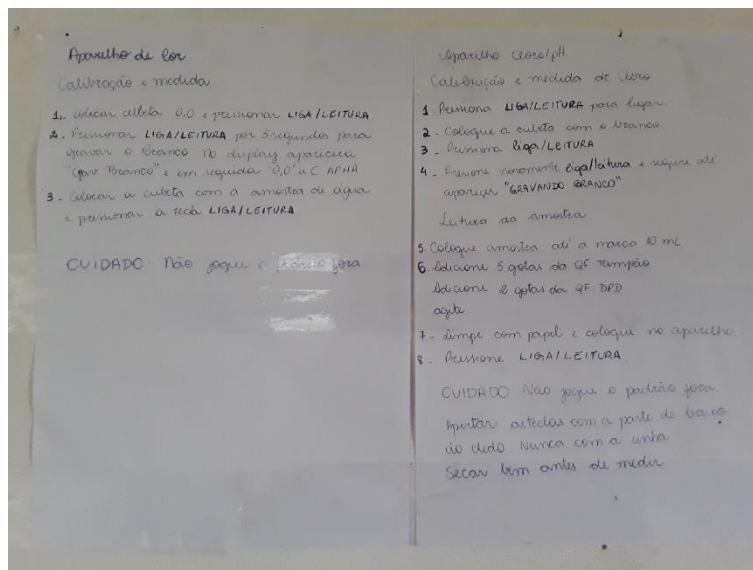 Aparelho de Cor
Calibração e medida
1. Colocar cubeta 0,0 e pressionar LIGA/LEITURA
2 - Pressionar LIGA/LEITURA por 5 segundos para
gravar o Branco no display aparecera
"Grav Branco" e em seguida "0,0" u C APHA
3 - Colocar a cubeta com a amostra de água
e pressionar a tecla LIGA/LEITURA
CUIDADO Não jogue o padrão fora
Aparelho Cloro/pH
Calibração e medida de Cloro
1 Pressiona LIGA/LEITURA para ligar
2 - Coloque a cubeta com o branco
3 - Pressiona liga/LEITURA
4 - Pressione novamente liga/leitura e segure até
apareçer "GRAVANDO BRANCO"
Leitura da amostra
5. Coloque amostra até a marca 10 mL
6. Adicione 5 gotas da QF Tampão
Adicione 2 gotas da QF DPD
agite
7 - Limpe com papel e coloque no aparelho.
8. Pressione LIGA/LEITURA
CUIDADO Não jogue o padrão fora
Apertar as teclas com a parte de baixo
do dedo Nunca com a unha
Secar bem antes de medir